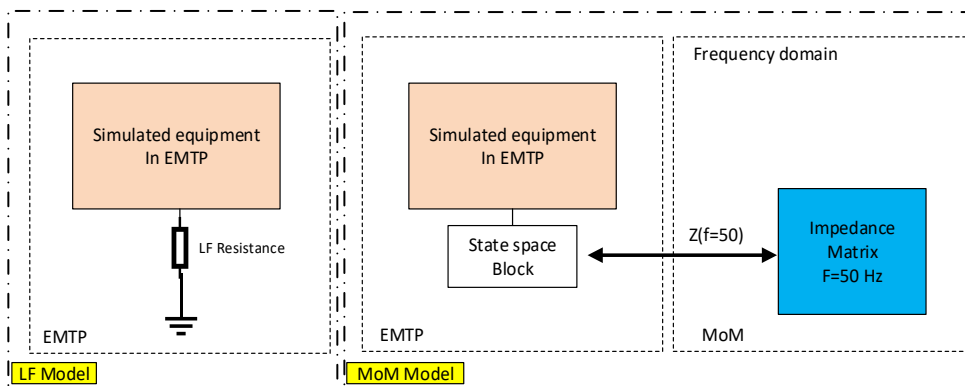 Simulated equipment
In EMTP
LF Resistance
EMTP
LF Model
Simulated equipment
In EMTP
State space
Block
EMTP
MoM Model
Frequency domain
Z(f=50)
Impedance
Matrix
F=50 Hz
MoM